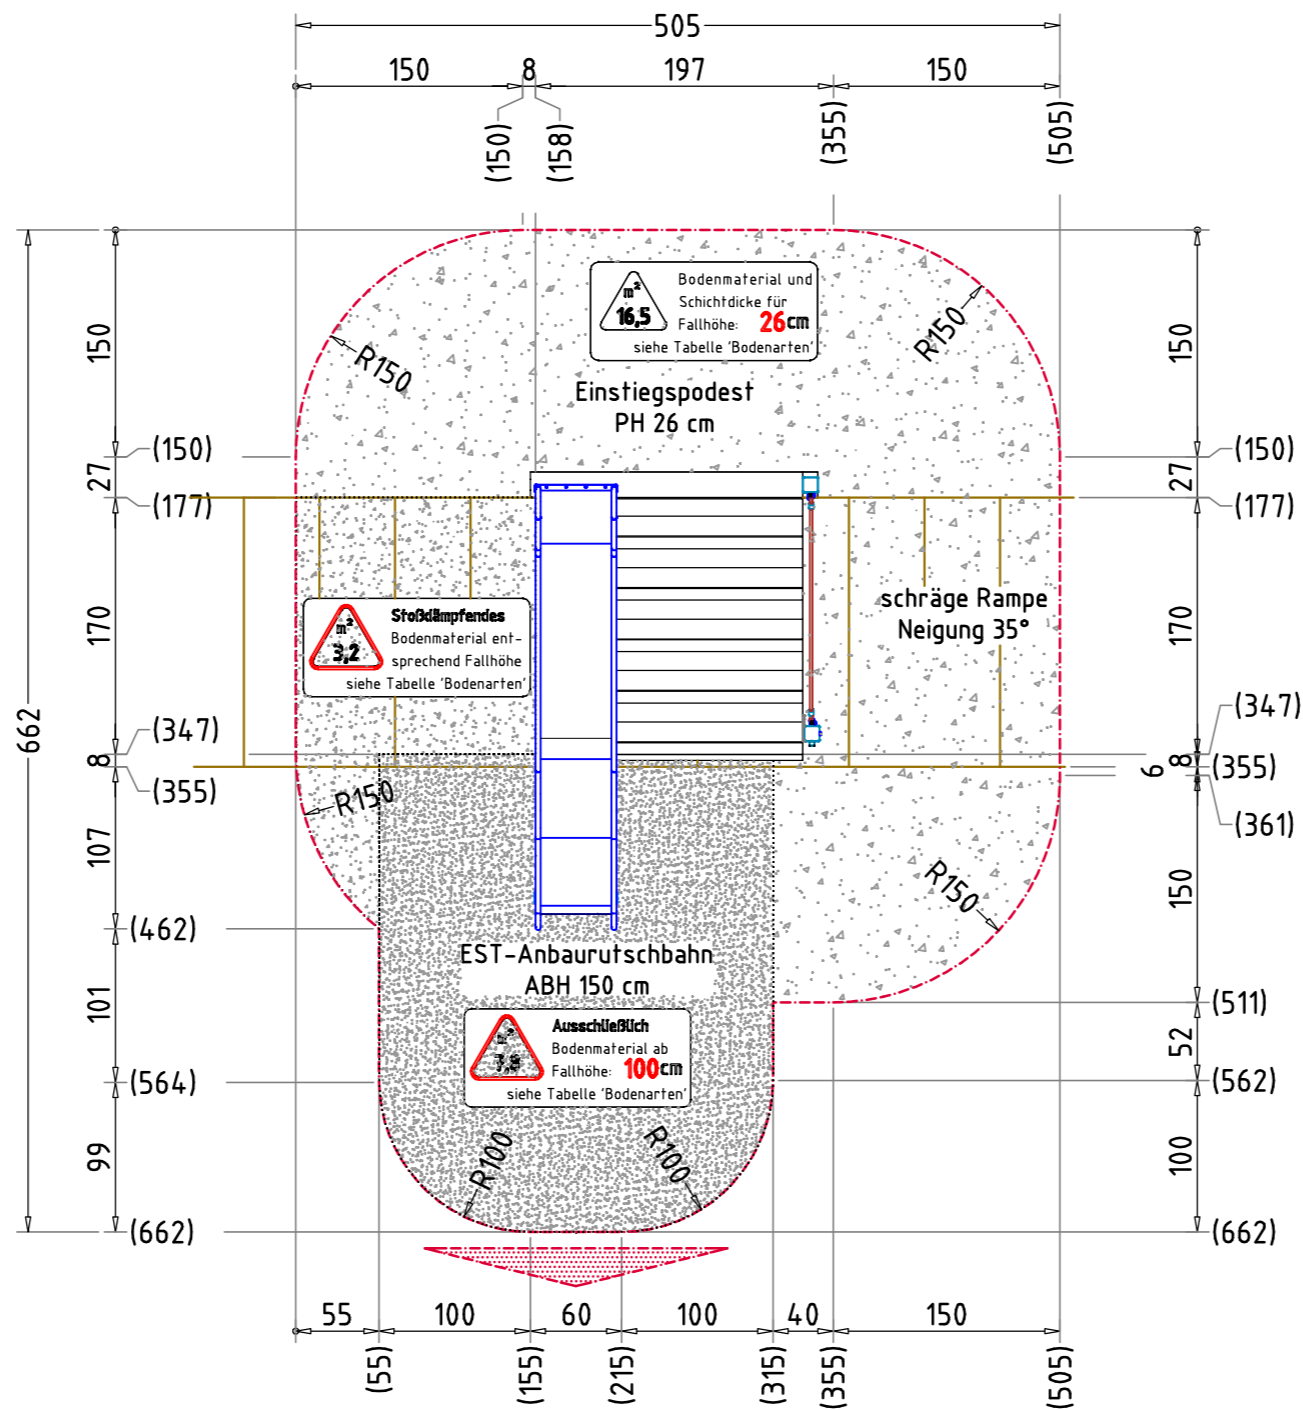 505
150 8 197 150
(150)
(158)
(355)
(505)
662
150
27
170
8
107
101
99
(150)
(177)
(347)
(355)
(462)
(564)
(662)
R150
R150
m²
16,5
Bodenmaterial und
Schichtdicke für
Fallhöhe: 26cm
siehe Tabelle 'Bodenarten'
Einstiegspodest
PH 26 cm
m²
3,2
Stoßdämpfendes
Bodenmaterial ent-
sprechend Fallhöhe
siehe Tabelle 'Bodenarten'
schräge Rampe
Neigung 35°
R150
R150
EST-Anbaurutschbahn
ABH 150 cm
Ausschließlich
Bodenmaterial ab
Fallhöhe: 100cm
siehe Tabelle 'Bodenarten'
R100
R100
150
27
170
8
6
150
52
100
(150)
(177)
(347)
(355)
(361)
(511)
(562)
(662)
55 100 60 100 40 150
(55)
(155)
(215)
(315)
(355)
(505)